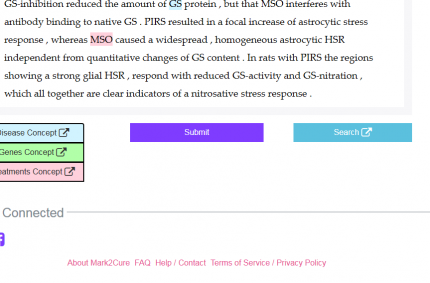 GS-inhibition reduced the amount of GS protein , but that MSO interferes with
antibody binding to native GS . PIRS resulted in a focal increase of astrocytic stress
response , whereas MSO caused a widespread , homogeneous astrocytic HSR
independent from quantitative changes of GS content . In rats with PIRS the regions
showing a strong glial HSR , respond with reduced GS-activity and GS-nitration ,
which all together are clear indicators of a nitrosative stress response .
Disease Concept
Submit
Search
Genes Concept
eatments Concept
Connected
About Mark2Cure FAQ Help / Contact Terms of Service / Privacy Policy